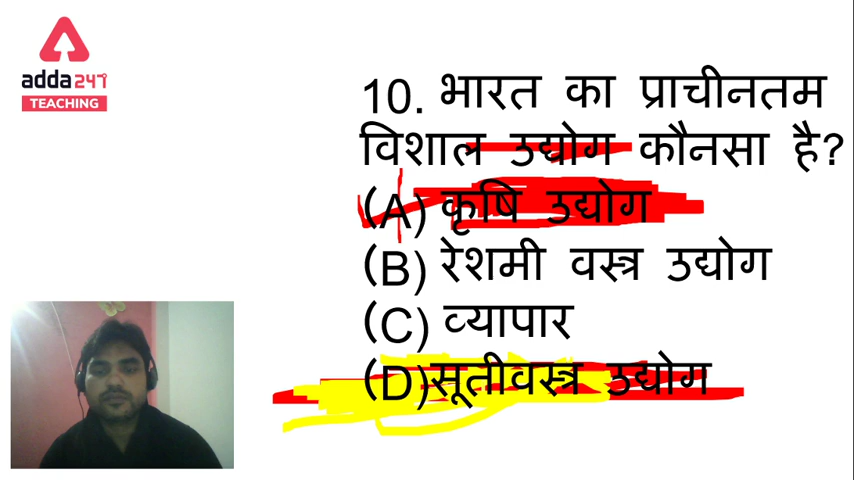 adda247
TEACHING
10. भारत का प्राचीनतम
विशाल उद्योग कौनसा है?
(A) कृषि उद्योग
(B) रेशमी वस्त्र उद्योग
(C) व्यापार
(D)सूतीवस्त्र उद्योग